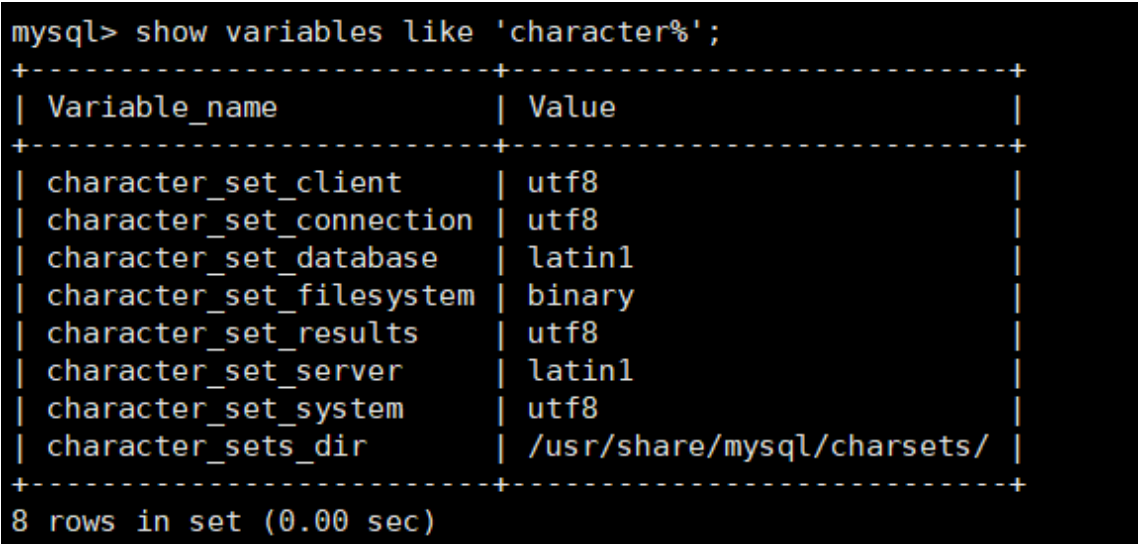 mysql> show variables like 'character%';
+--------------------------+----------------------------+
| Variable_name            | Value                      |
+--------------------------+----------------------------+
| character_set_client     | utf8                       |
| character_set_connection | utf8                       |
| character_set_database   | latin1                     |
| character_set_filesystem | binary                     |
| character_set_results    | utf8                       |
| character_set_server     | latin1                     |
| character_set_system     | utf8                       |
| character_sets_dir       | /usr/share/mysql/charsets/ |
+--------------------------+----------------------------+
8 rows in set (0.00 sec)